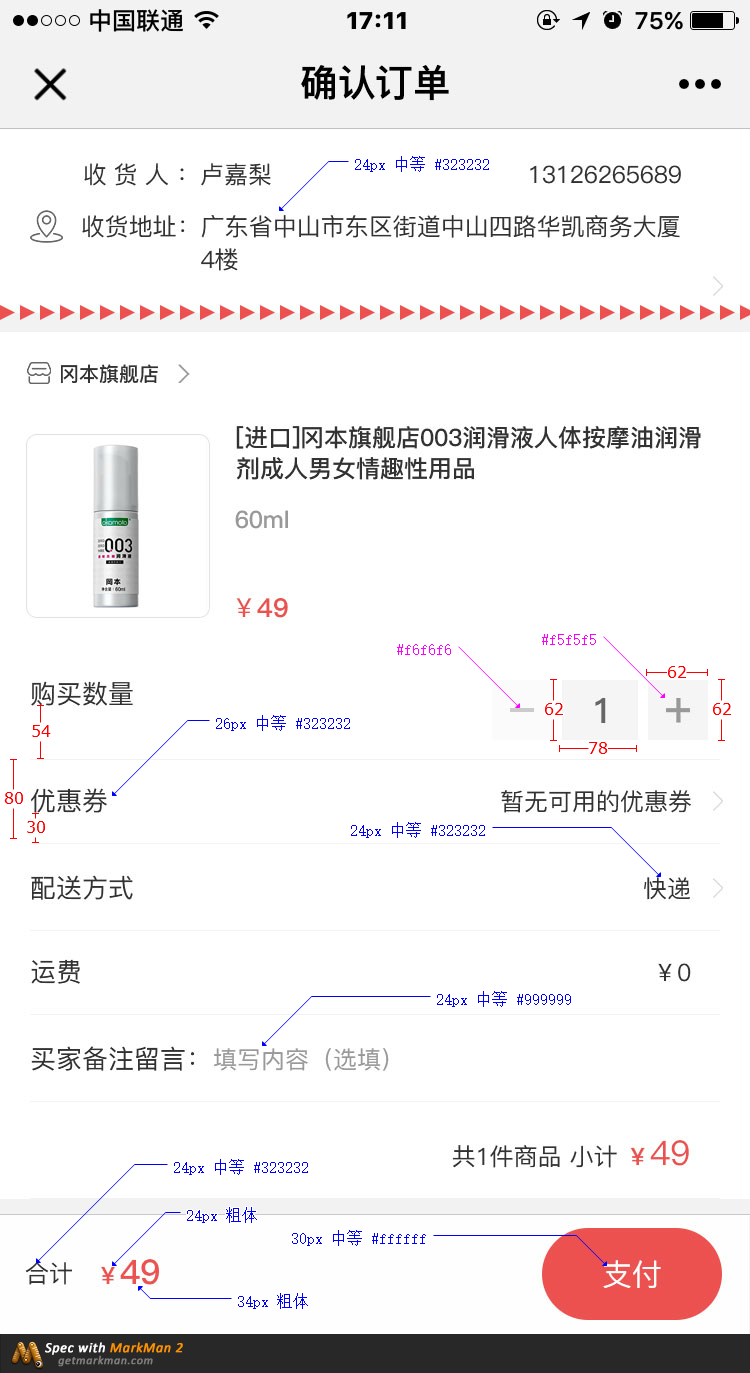 中国联通 17:11 75%
确认订单
收 货 人： 卢嘉梨 24px 中等 #323232 13126265689
收货地址： 广东省中山市东区街道中山四路华凯商务大厦
4楼
冈本旗舰店
[进口]冈本旗舰店003润滑液人体按摩油润滑
剂成人男女情趣性用品
60ml
okamoto
003
冈本
¥ 49
#f6f6f6 #f5f5f5
62
购买数量 62 1 + 62
54 26px 中等 #323232 78
80 优惠券 暂无可用的优惠券
30 24px 中等 #323232
配送方式 快递
运费 ¥ 0
24px 中等 #999999
买家备注留言： 填写内容（选填）
共1件商品 小计 ¥ 49
24px 中等 #323232
24px 粗体
30px 中等 #ffffff
合计 ¥ 49 支付
34px 粗体
Spec with MarkMan 2
getmarkman.com